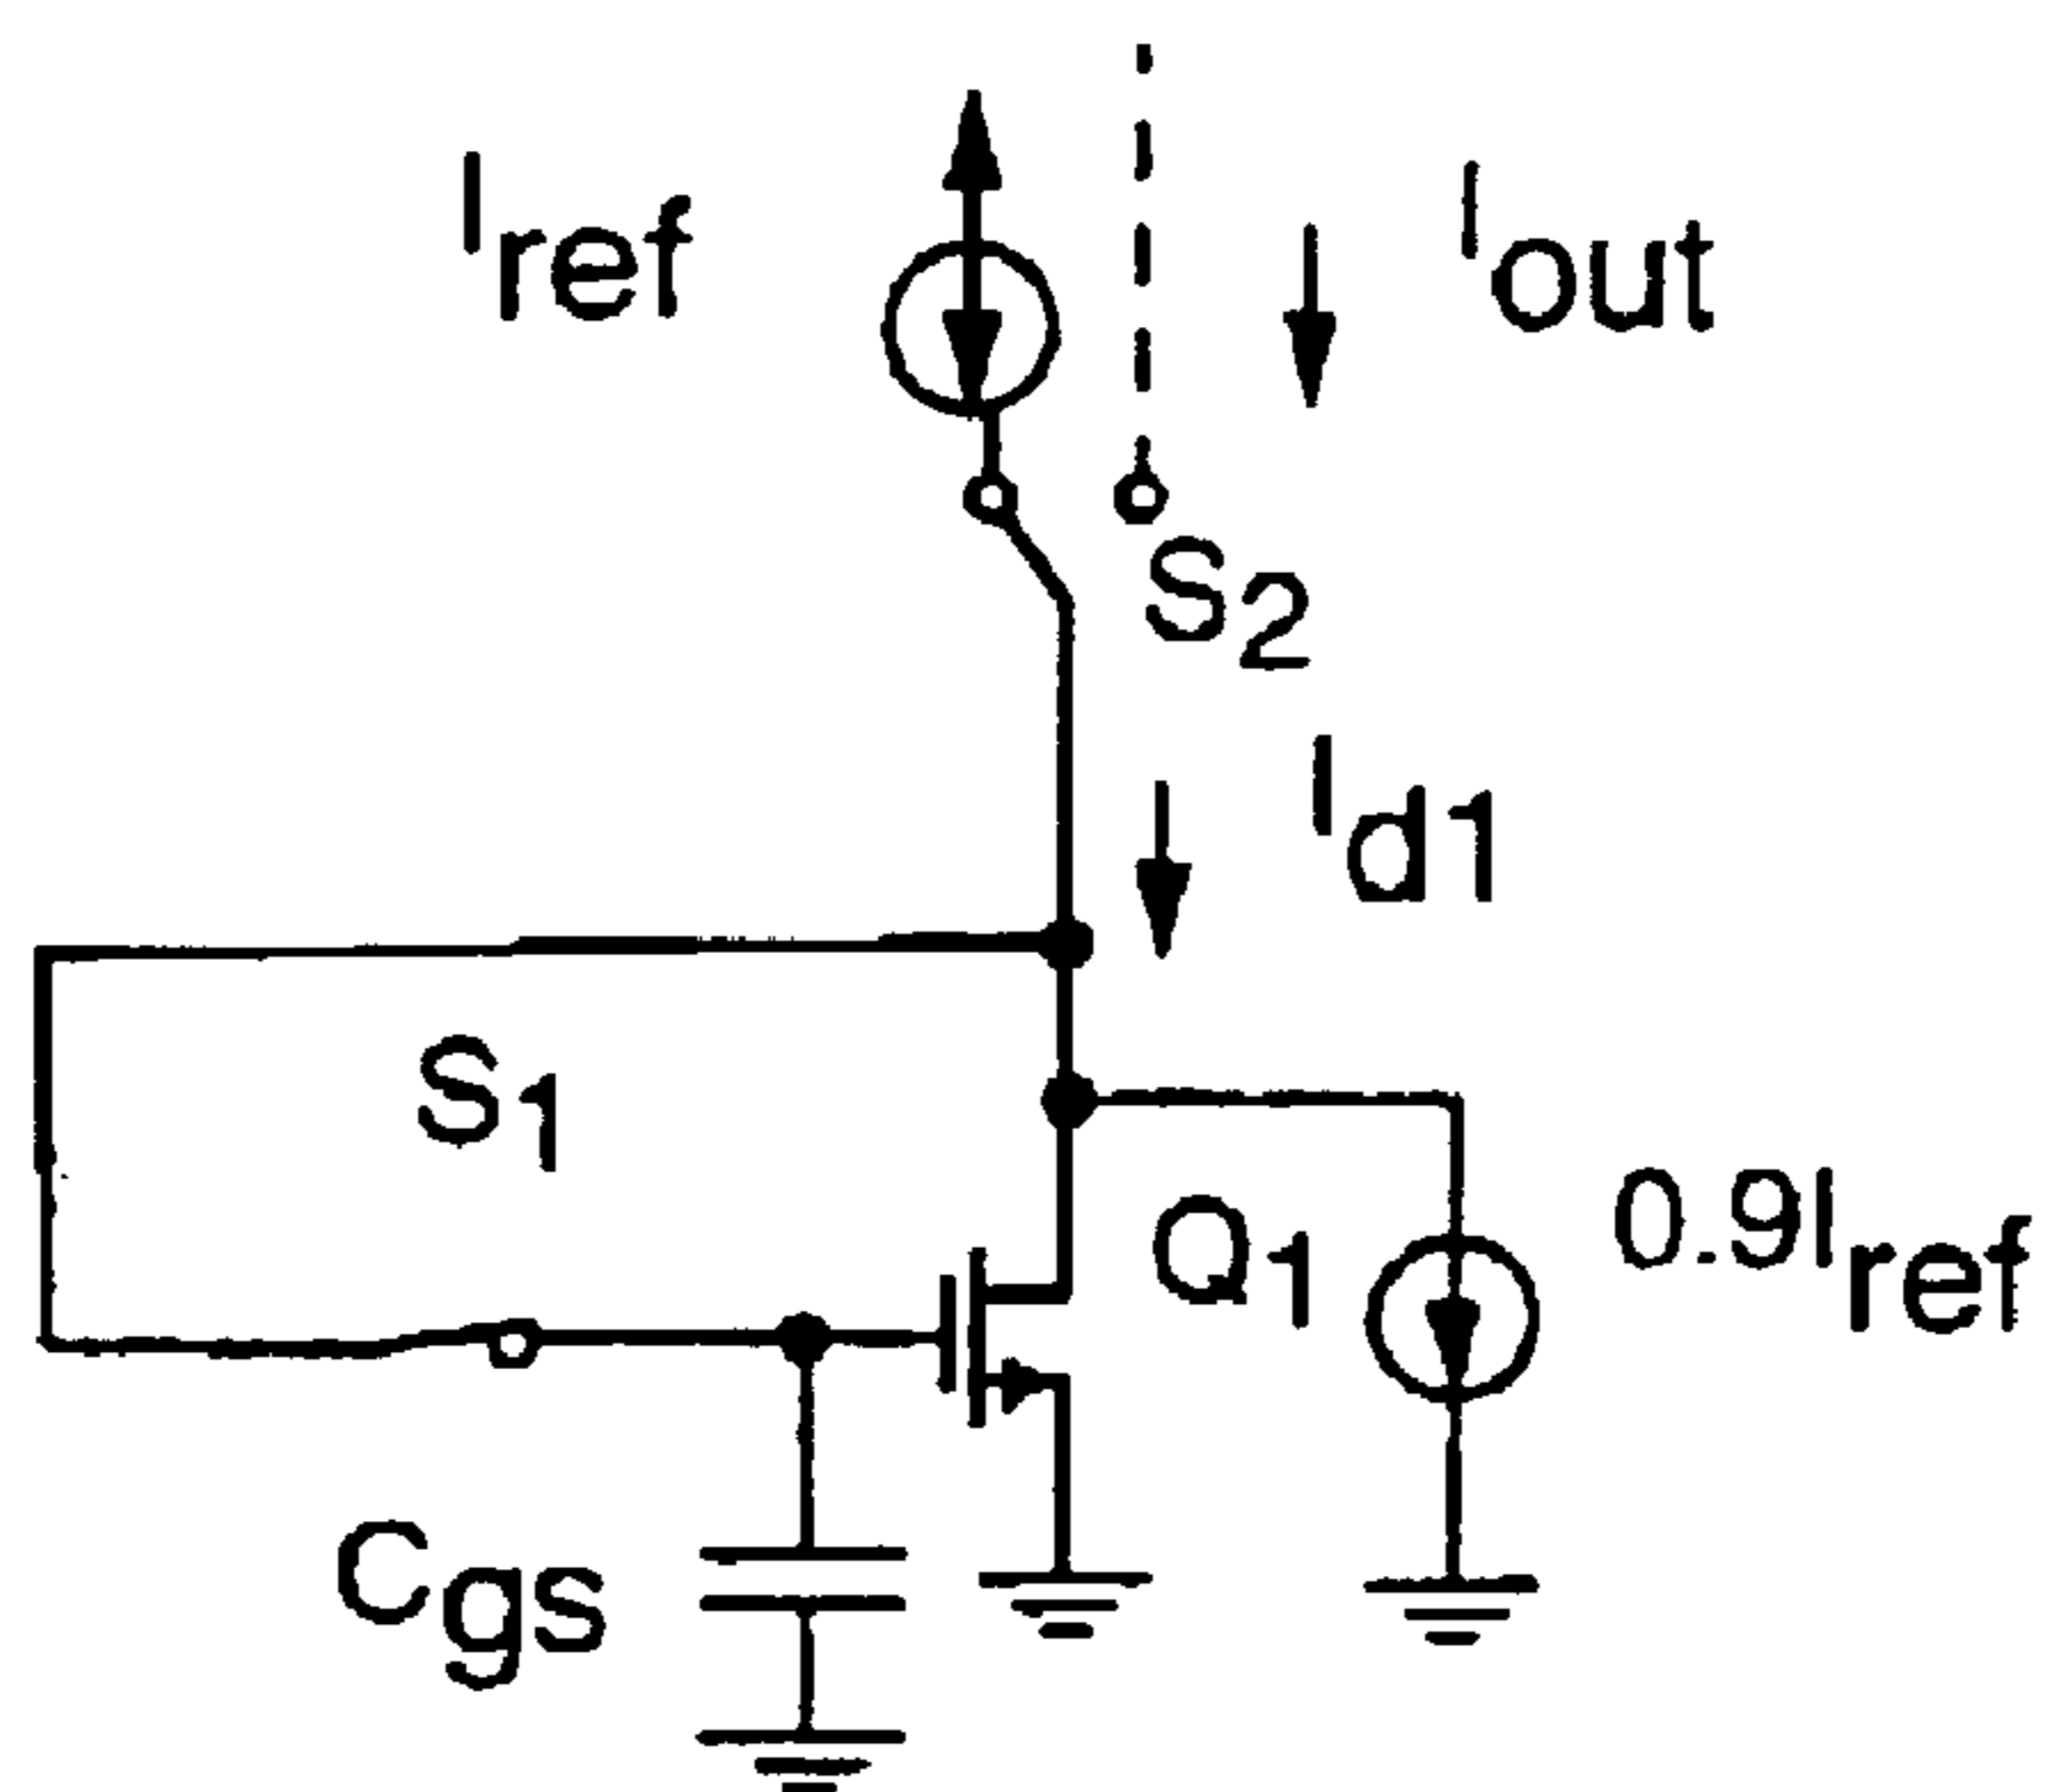 Iref
Iout
S2
Id1
S1
Q1
0.9Iref
Cgs